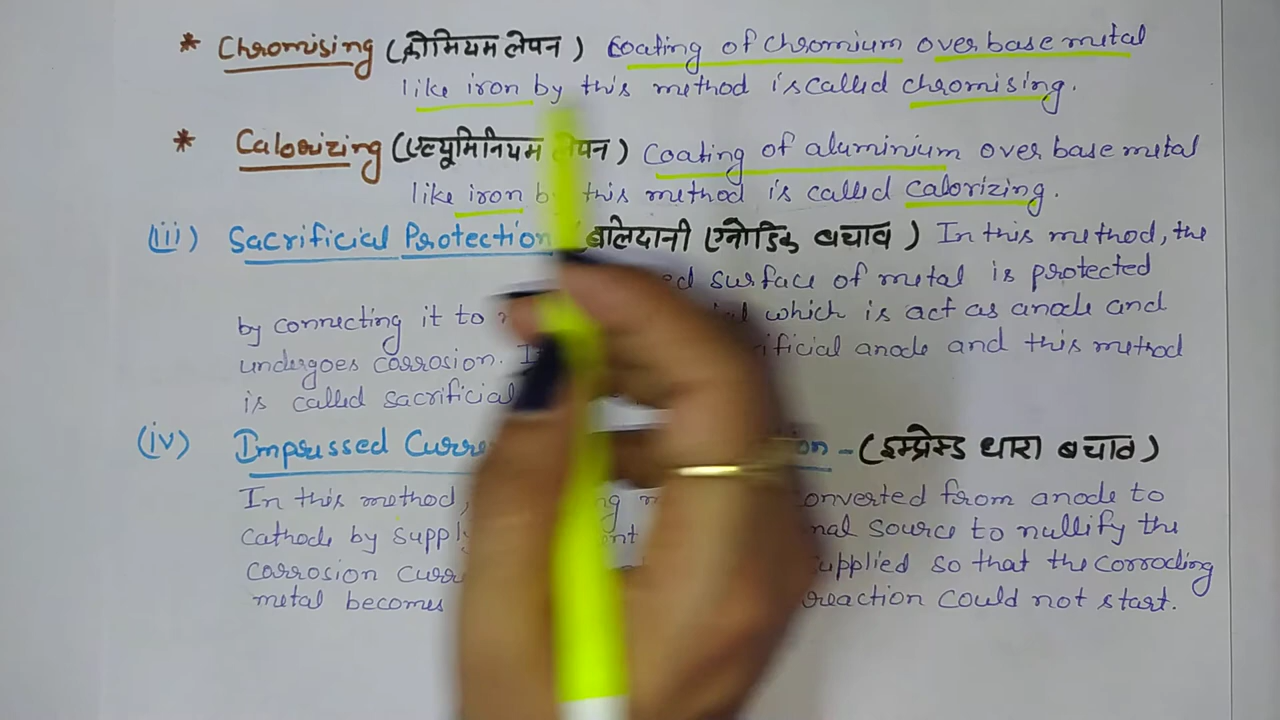 * Chromising (क्रोमियम लेपन) Coating of chromium over base metal
like iron by this method is called chromising.
* Calorizing (एल्यूमिनियम लेपन) Coating of aluminium over base metal
like iron this method is called calorizing.
(iii) Sacrificial Protection (बलिदानी एनोडिक बचाव) In this method, the
surface of metal is protected
by connecting it to which is act as anode and
undergoes corrosion. anode and this method
is called sacrificial
(iv) Impressed - (इम्प्रेस्ड धारा बचाव)
In this method, converted from anode to
cathode by source to nullify the
corrosion so that the corroding
metal becomes reaction could not start.